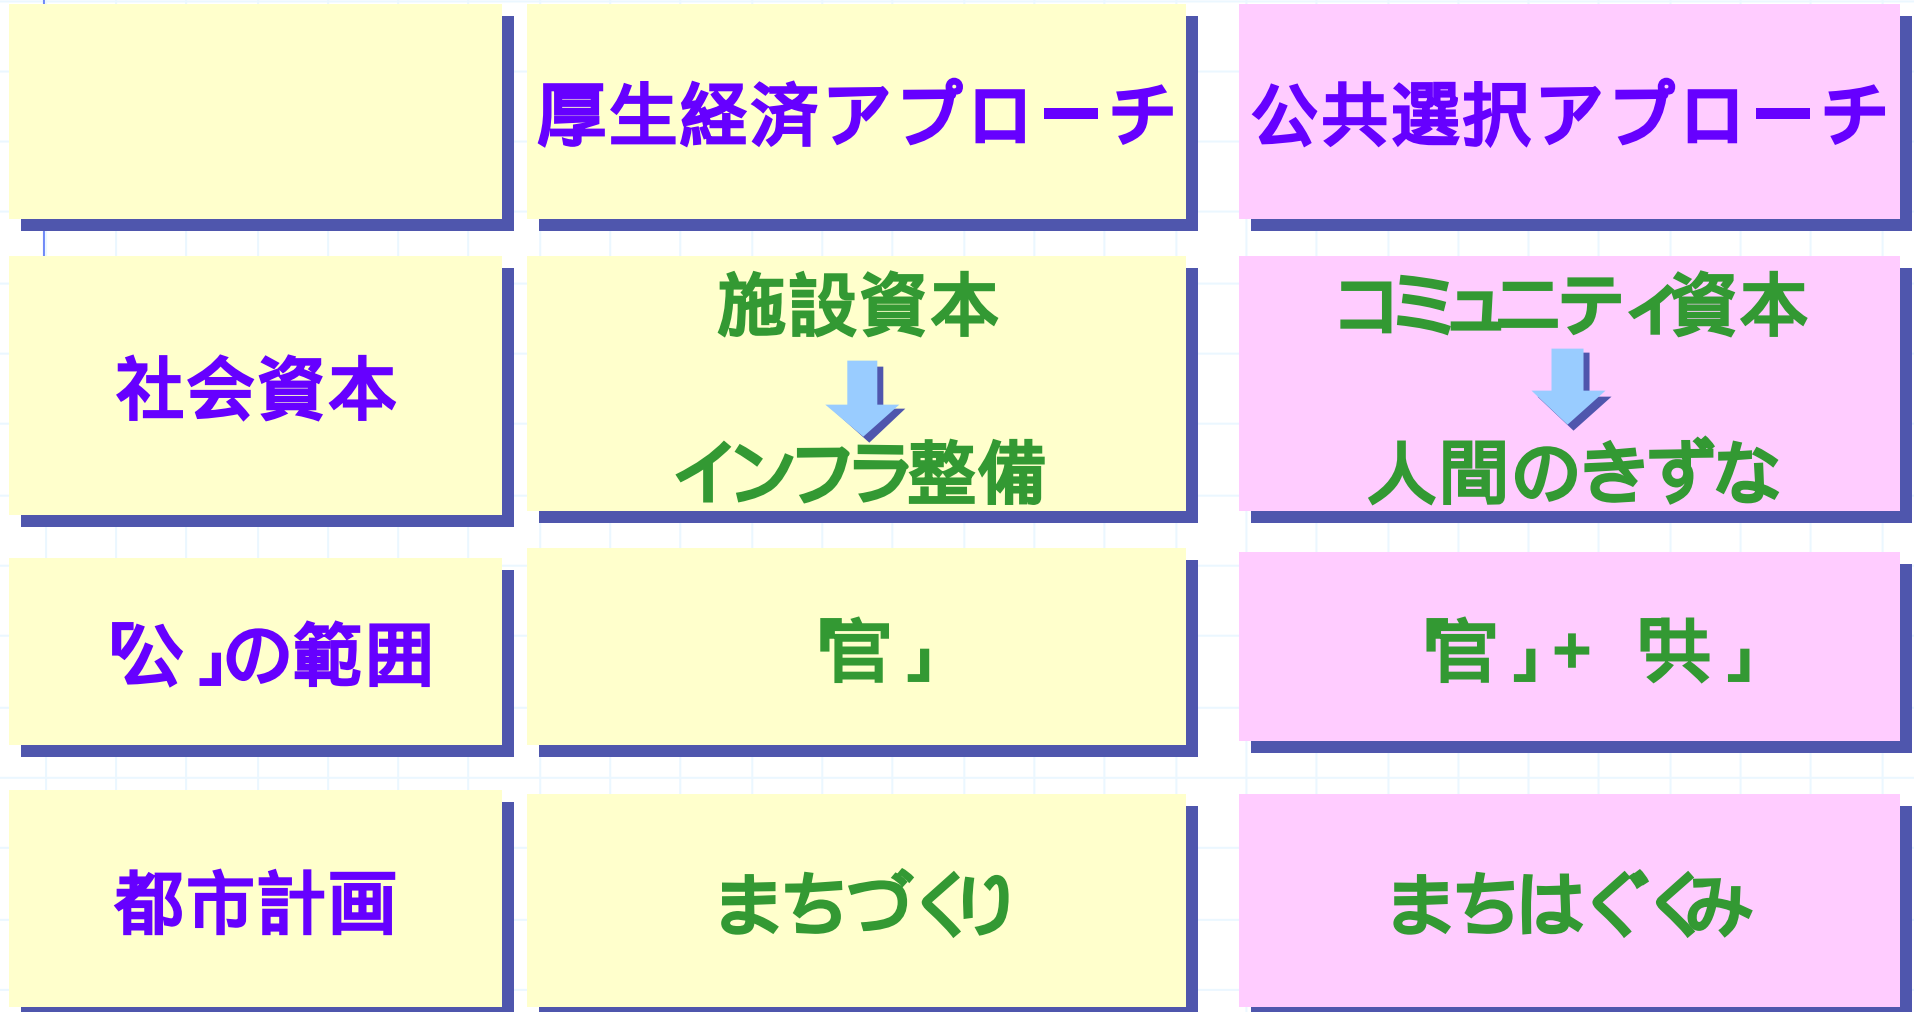 厚生経済アプローチ
公共選択アプローチ
社会資本
施設資本
インフラ整備
コミュニティ資本
人間のきずな
「公」の範囲
「官」
「官」+「共」
都市計画
まちづくり
まちはぐくみ